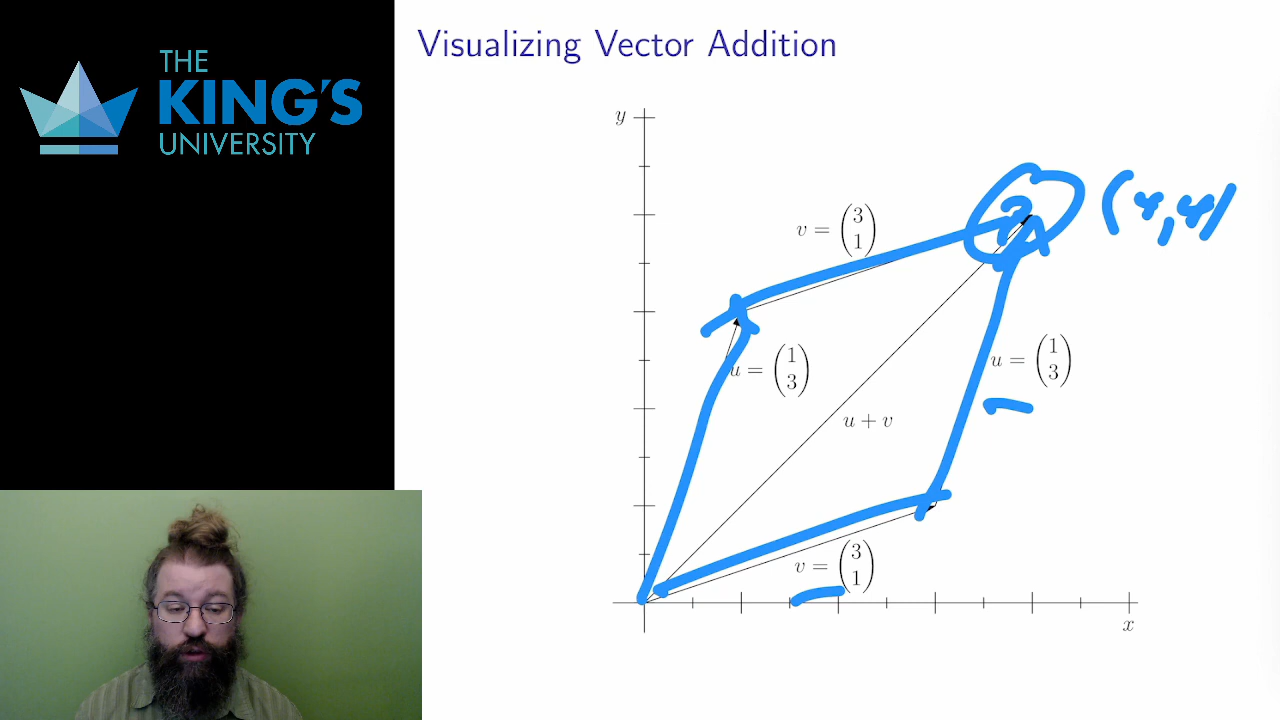 THE
KING'S
UNIVERSITY
Visualizing Vector Addition
y
v = (3
1)
(4,4)
u = (1
3)
u = (1
3)
u + v
v = (3
1)
x